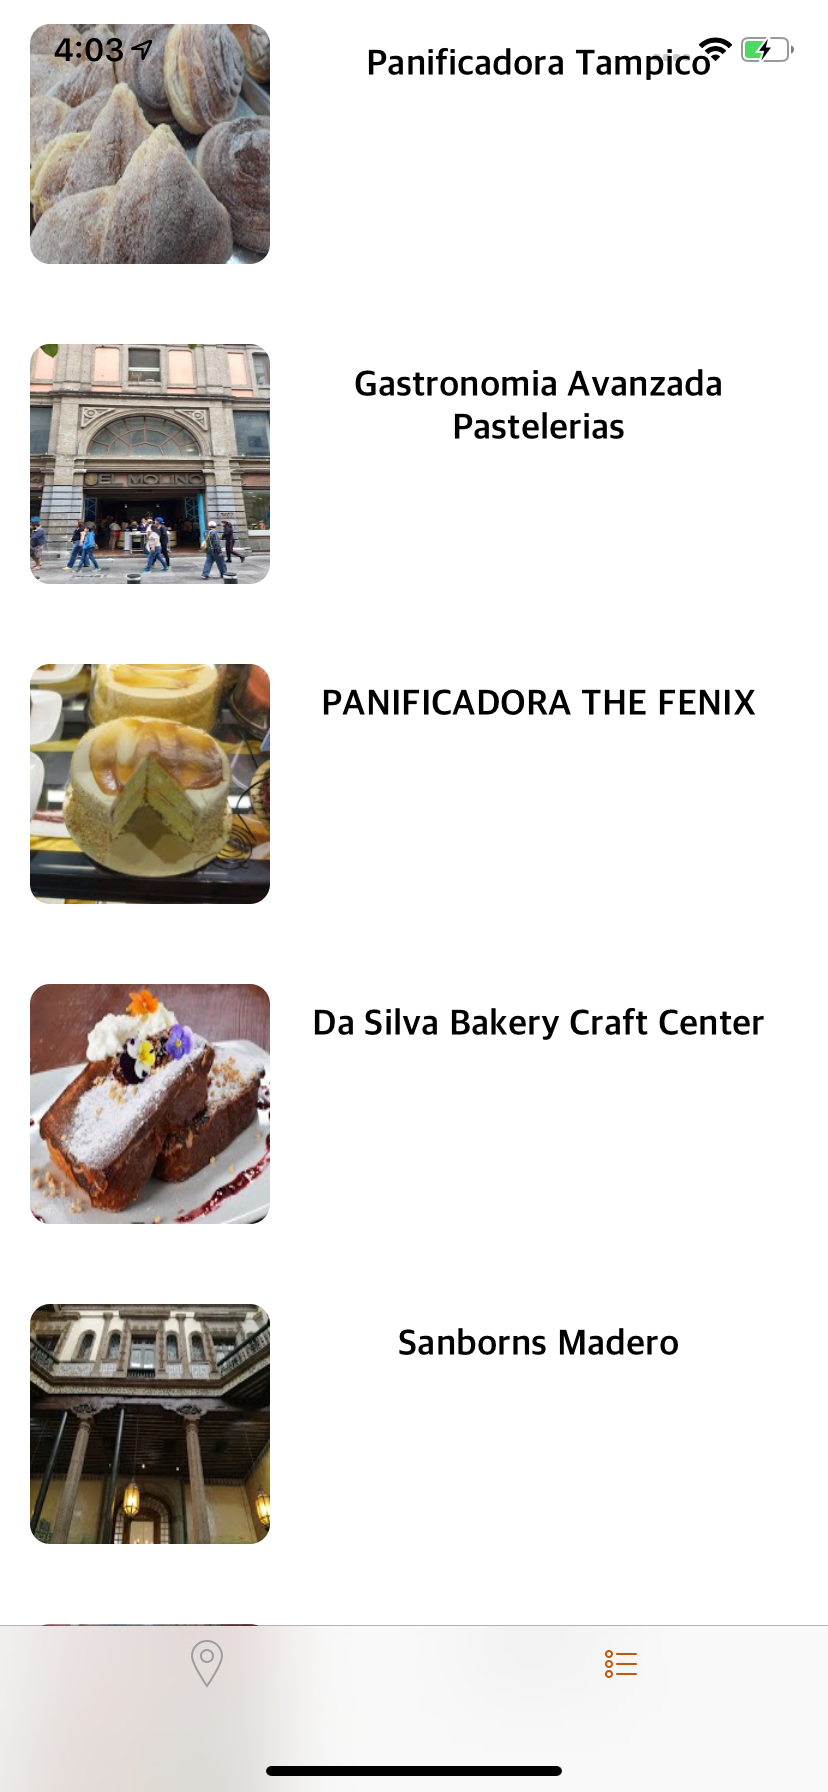 4:03
Panificadora Tampico
Gastronomia Avanzada
Pastelerias
EL MOLINO
PANIFICADORA THE FENIX
Da Silva Bakery Craft Center
Sanborns Madero